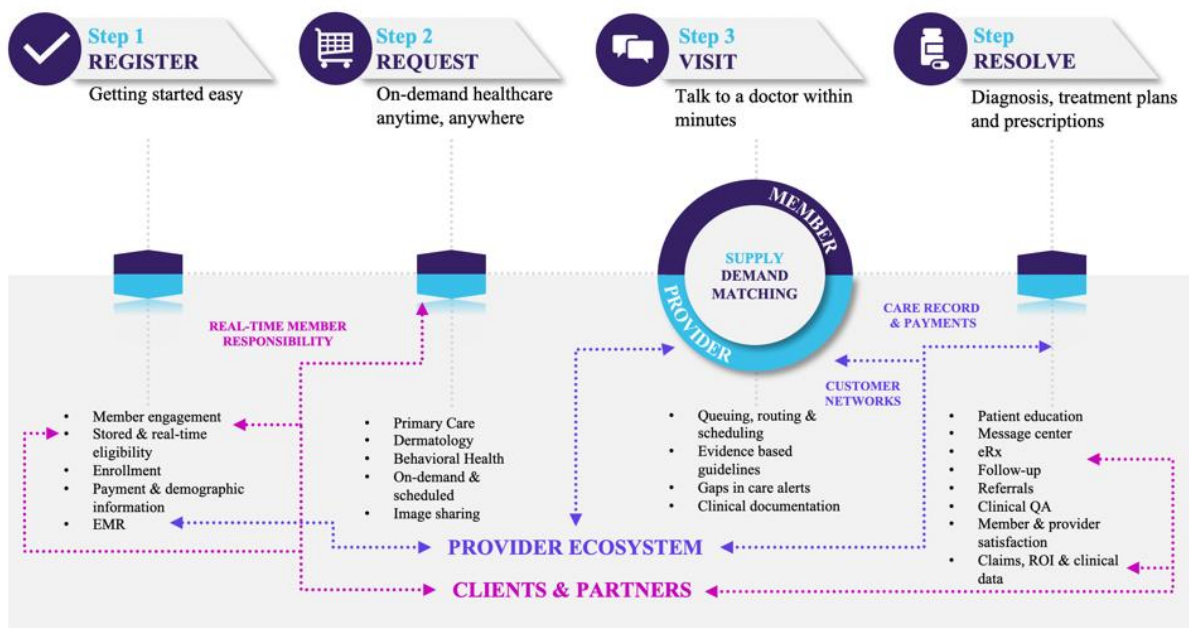 Step 1
REGISTER
Getting started easy
Step 2
REQUEST
On-demand healthcare
anytime, anywhere
Step 3
VISIT
Talk to a doctor within
minutes
Step
RESOLVE
Diagnosis, treatment plans
and prescriptions
MEMBER
SUPPLY
DEMAND
MATCHING
PROVIDER
REAL-TIME MEMBER
RESPONSIBILITY
CARE RECORD
& PAYMENTS
CUSTOMER
NETWORKS
• Member engagement
• Stored & real-time
eligibility
• Enrollment
• Payment & demographic
information
• EMR
• Primary Care
• Dermatology
• Behavioral Health
• On-demand &
scheduled
• Image sharing
• Queuing, routing &
scheduling
• Evidence based
guidelines
• Gaps in care alerts
• Clinical documentation
• Patient education
• Message center
• eRx
• Follow-up
• Referrals
• Clinical QA
• Member & provider
satisfaction
• Claims, ROI & clinical
data
PROVIDER ECOSYSTEM
CLIENTS & PARTNERS